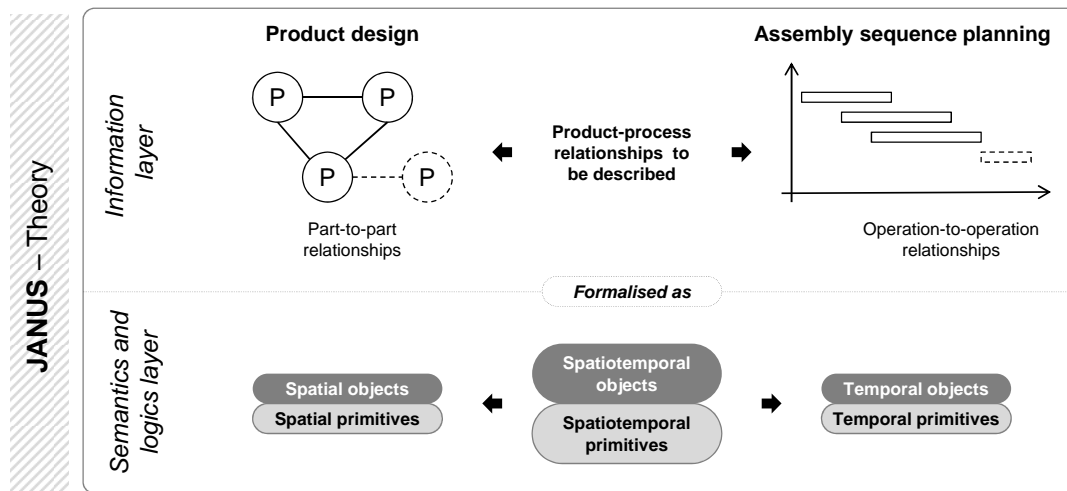 JANUS – Theory
Information
layer
Product design
P
P
P
P
Part-to-part
relationships
Product-process
relationships to
be described
Assembly sequence planning
Operation-to-operation
relationships
Formalised as
Semantics and
logics layer
Spatial objects
Spatial primitives
Spatiotemporal
objects
Spatiotemporal
primitives
Temporal objects
Temporal primitives